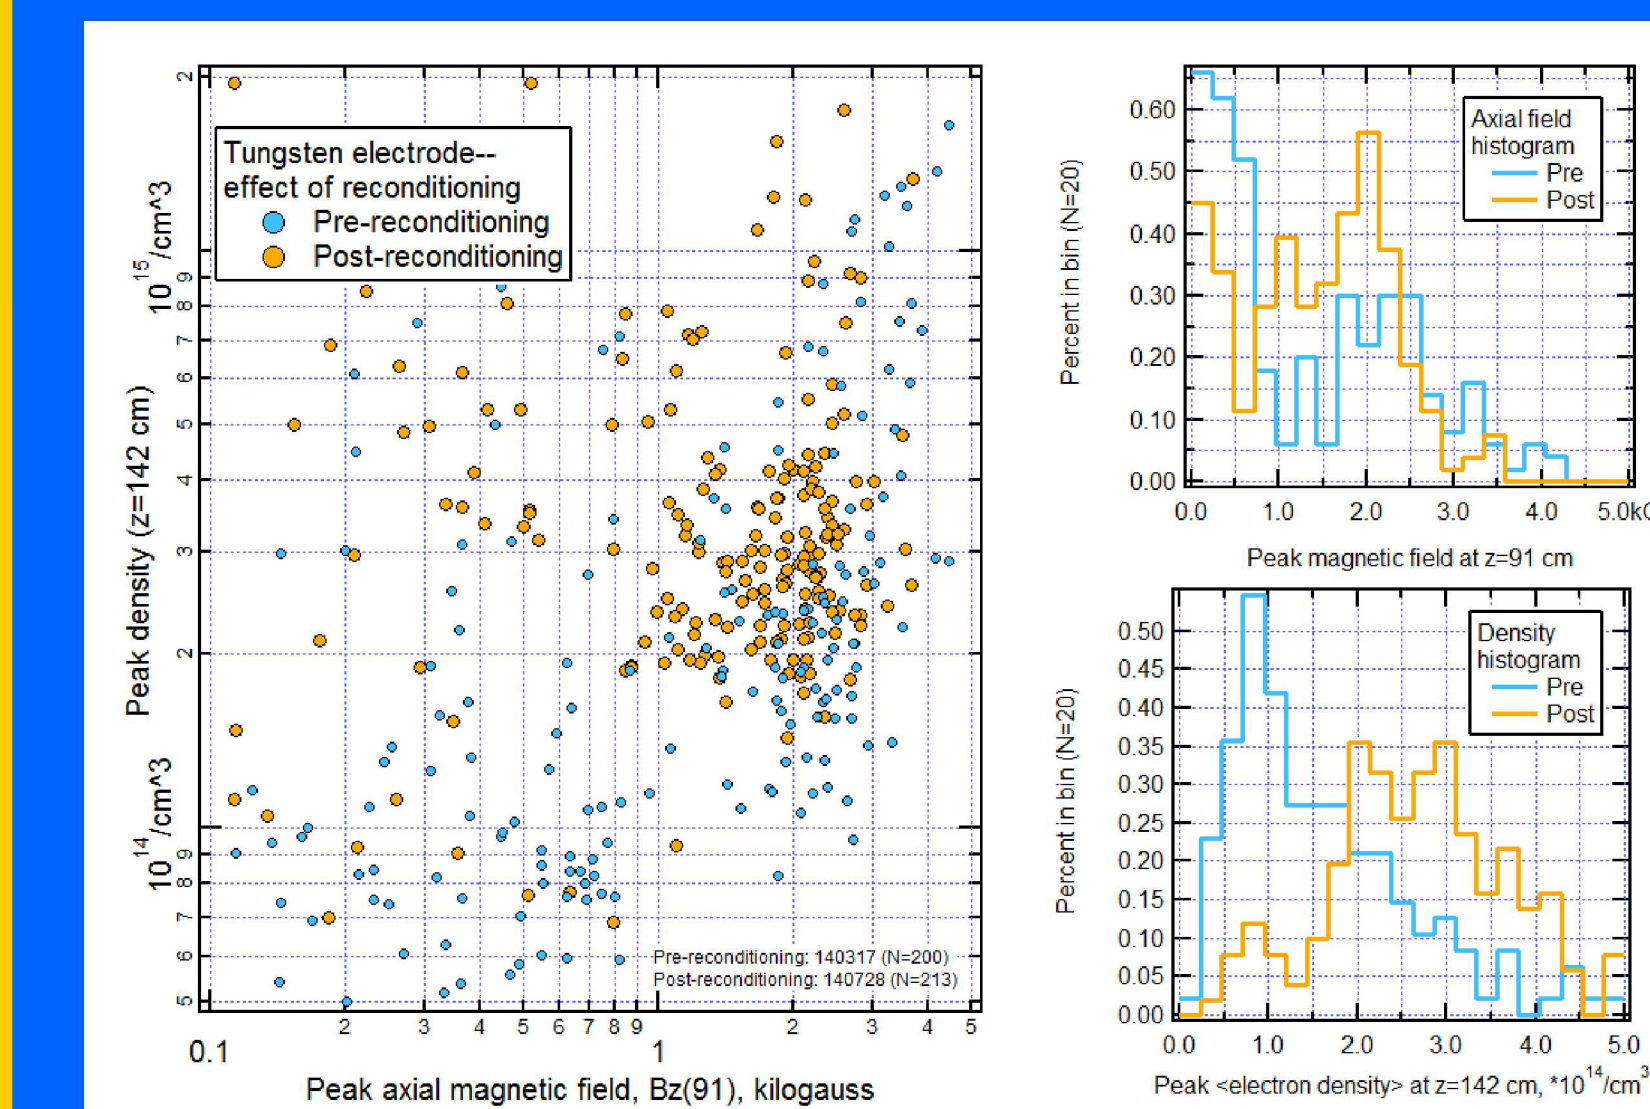 Tungsten electrode--
effect of reconditioning
Pre-reconditioning
Post-reconditioning
Peak density (z=142 cm)
2
10^15/cm^3
9
8
7
6
5
4
3
2
10^14/cm^3
9
8
7
6
5
Pre-reconditioning: 140317 (N=200)
Post-reconditioning: 140728 (N=213)
0.1
2
3
4
5
6
7
8
9
1
2
3
4
5
Peak axial magnetic field, Bz(91), kilogauss
Axial field
histogram
Pre
Post
Percent in bin (N=20)
0.60
0.50
0.40
0.30
0.20
0.10
0.00
0.0
1.0
2.0
3.0
4.0
5.0
Peak magnetic field at z=91 cm
Density
histogram
Pre
Post
Percent in bin (N=20)
0.50
0.45
0.40
0.35
0.30
0.25
0.20
0.15
0.10
0.05
0.00
0.0
1.0
2.0
3.0
4.0
5.0
Peak <electron density> at z=142 cm, *10^14/cm^3